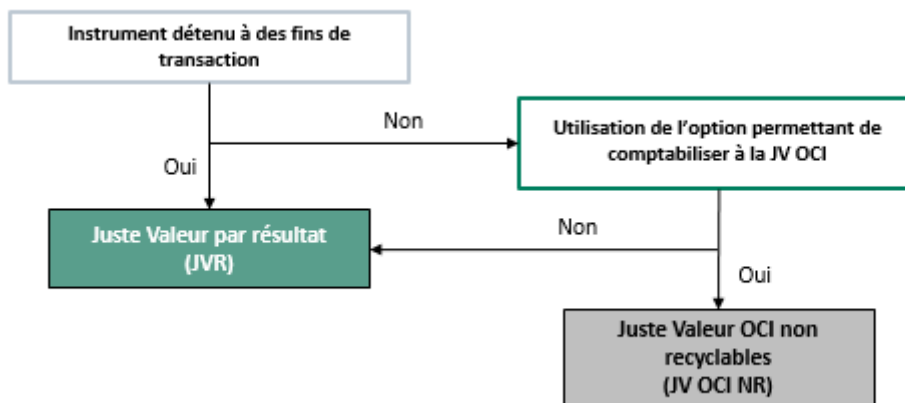 Instrument détenu à des fins de
transaction
Non
Utilisation de l’option permettant de
comptabiliser à la JV OCI
Oui
Juste Valeur par résultat
(JVR)
Non
Oui
Juste Valeur OCI non
recyclables
(JV OCI NR)